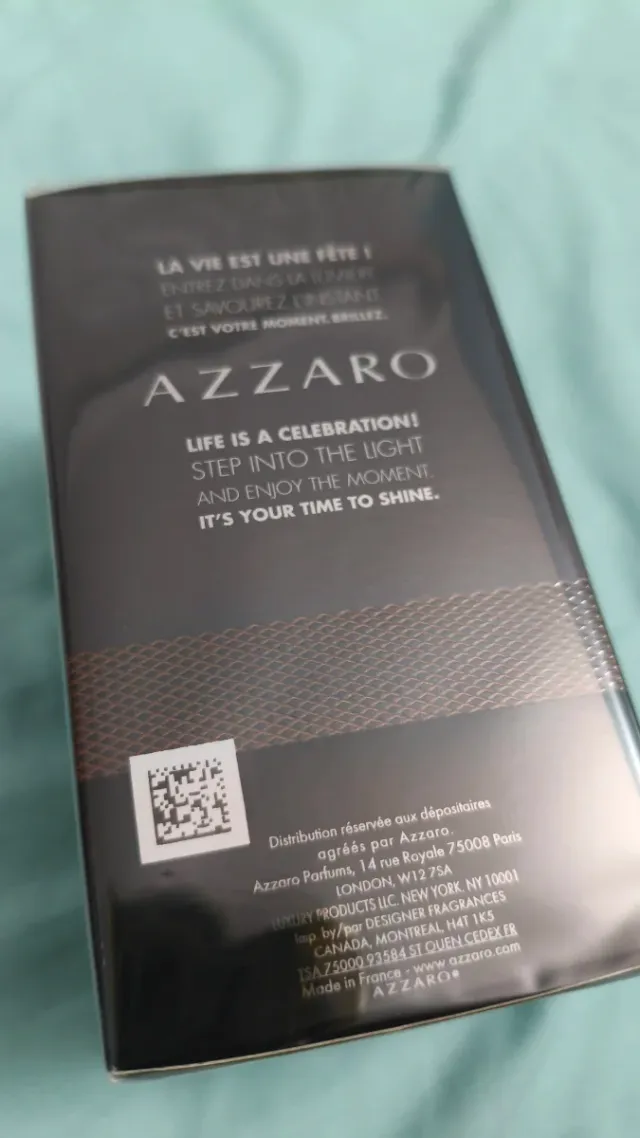 LA VIE EST UNE FÊTE !
ENTREZ DANS LA LUMIÈRE
ET SAVOUREZ L'INSTANT.
C'EST VOTRE MOMENT. BRILLEZ.
AZZARO
LIFE IS A CELEBRATION!
STEP INTO THE LIGHT
AND ENJOY THE MOMENT.
IT'S YOUR TIME TO SHINE.
Distribution réservée aux dépositaires
agréés par Azzaro.
Azzaro Parfums, 14 rue Royale 75008 Paris
LONDON, W12 7SA
LUXURY PRODUCTS LLC. NEW YORK, NY 10001
Imp. by/par DESIGNER FRAGRANCES
CANADA, MONTREAL, H4T 1K5
TSA 75000 93584 ST OUEN CEDEX FR
Made in France - www.azzaro.com
AZZARO®